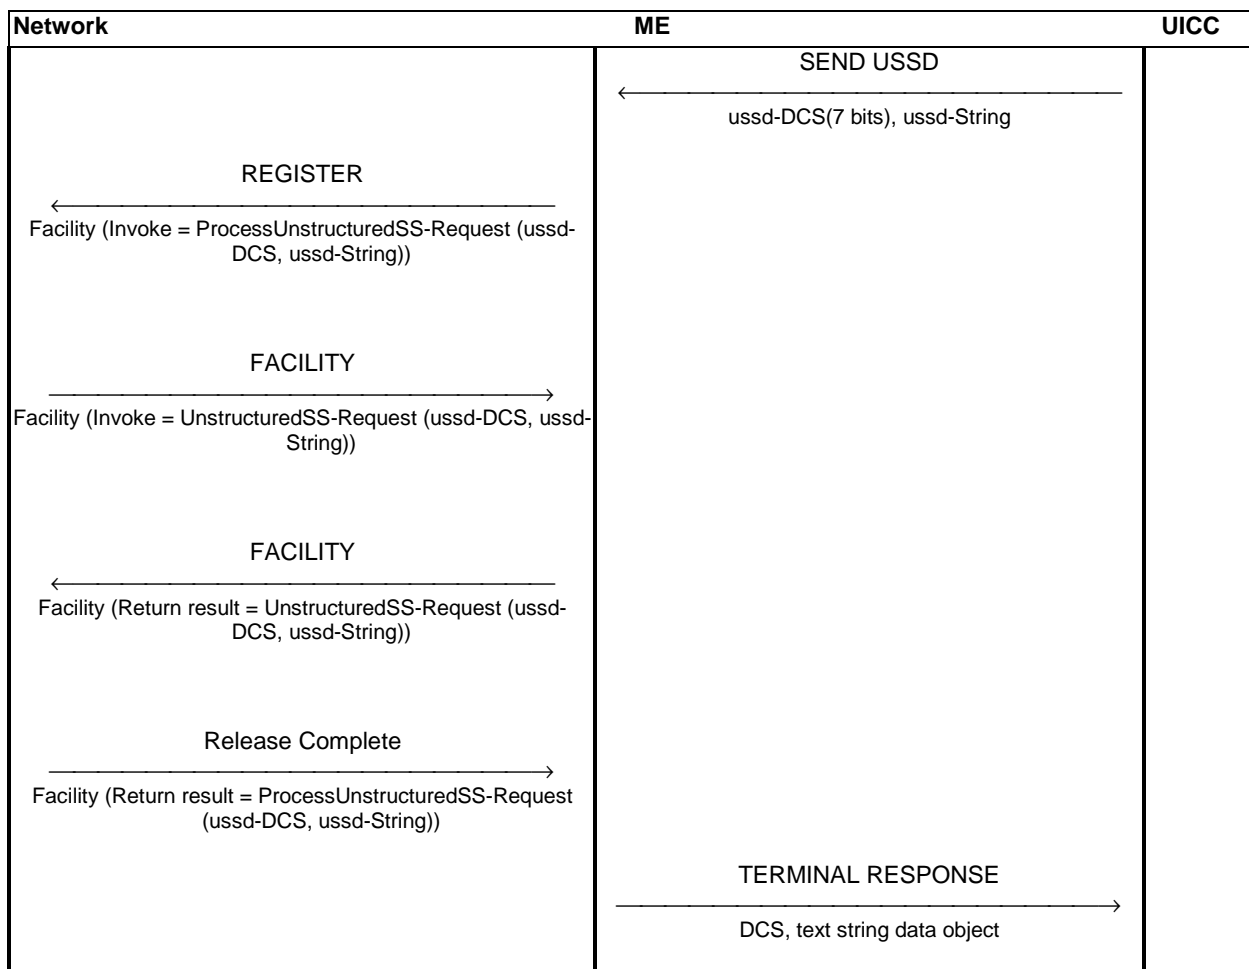 Network ME UICC
SEND USSD
ussd-DCS(7 bits), ussd-String
REGISTER
Facility (Invoke = ProcessUnstructuredSS-Request (ussd-
DCS, ussd-String))
FACILITY
Facility (Invoke = UnstructuredSS-Request (ussd-DCS, ussd-
String))
FACILITY
Facility (Return result = UnstructuredSS-Request (ussd-
DCS, ussd-String))
Release Complete
Facility (Return result = ProcessUnstructuredSS-Request
(ussd-DCS, ussd-String))
TERMINAL RESPONSE
DCS, text string data object